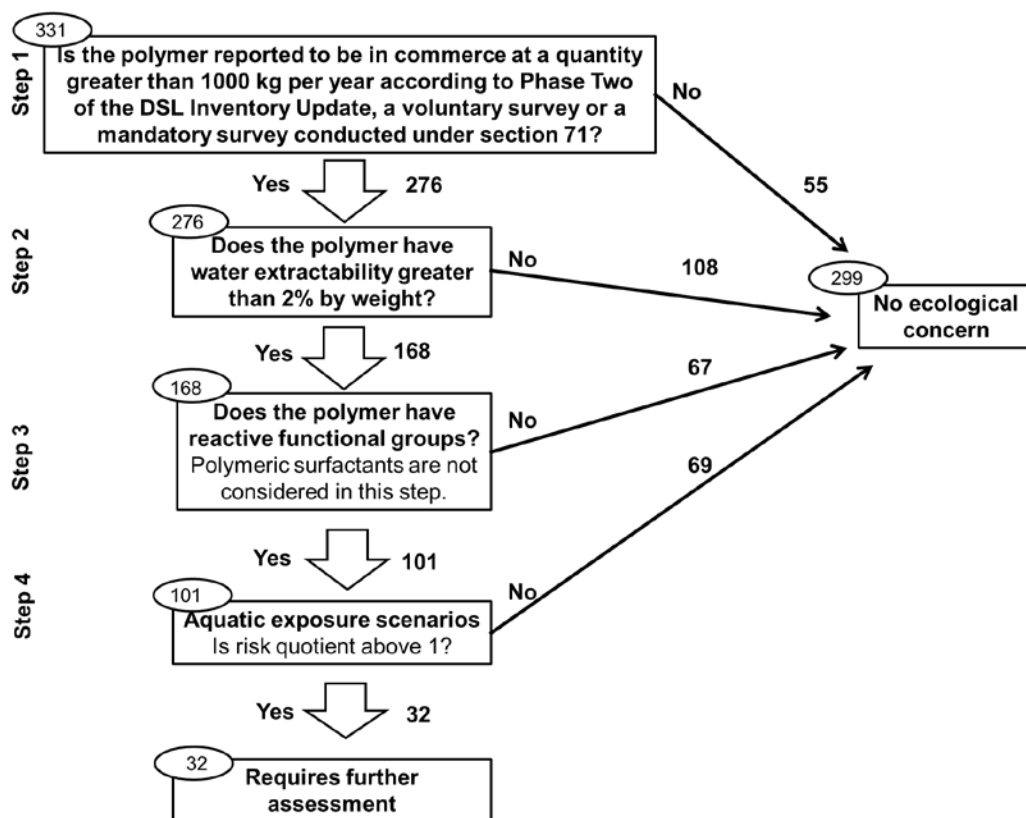 331
Step 1
Is the polymer reported to be in commerce at a quantity
greater than 1000 kg per year according to Phase Two
of the DSL Inventory Update, a voluntary survey or a
mandatory survey conducted under section 71?
No
55
Yes
276
276
Step 2
Does the polymer have
water extractability greater
than 2% by weight?
No
108
299
No ecological
concern
Yes
168
168
Step 3
Does the polymer have
reactive functional groups?
Polymeric surfactants are not
considered in this step.
No
67
Yes
101
101
Step 4
Aquatic exposure scenarios
Is risk quotient above 1?
No
69
Yes
32
32
Requires further
assessment